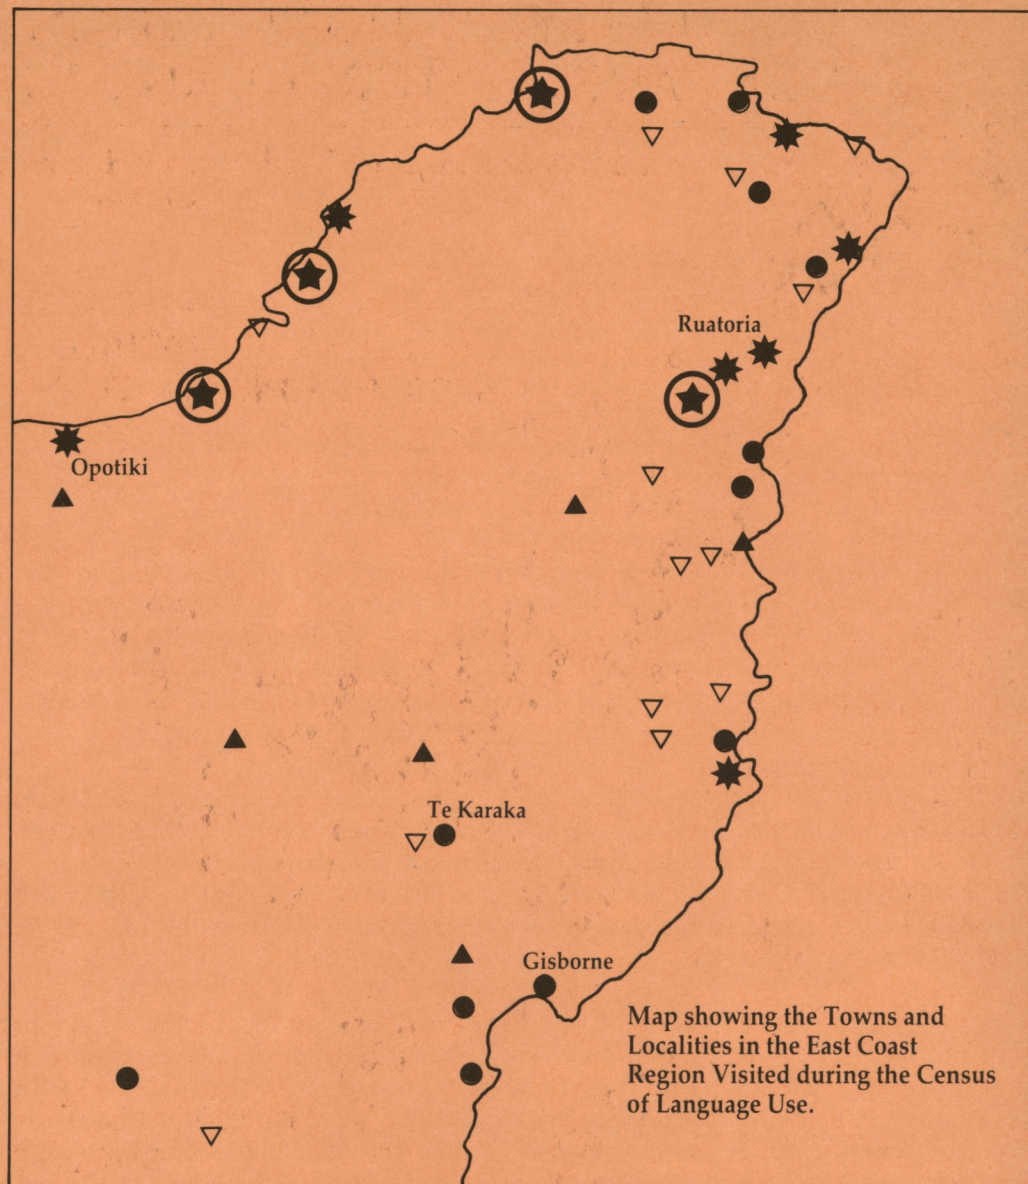 Ruatoria
Opotiki
Te Karaka
Gisborne
Map showing the Towns and
Localities in the East Coast
Region Visited during the Census
of Language Use.